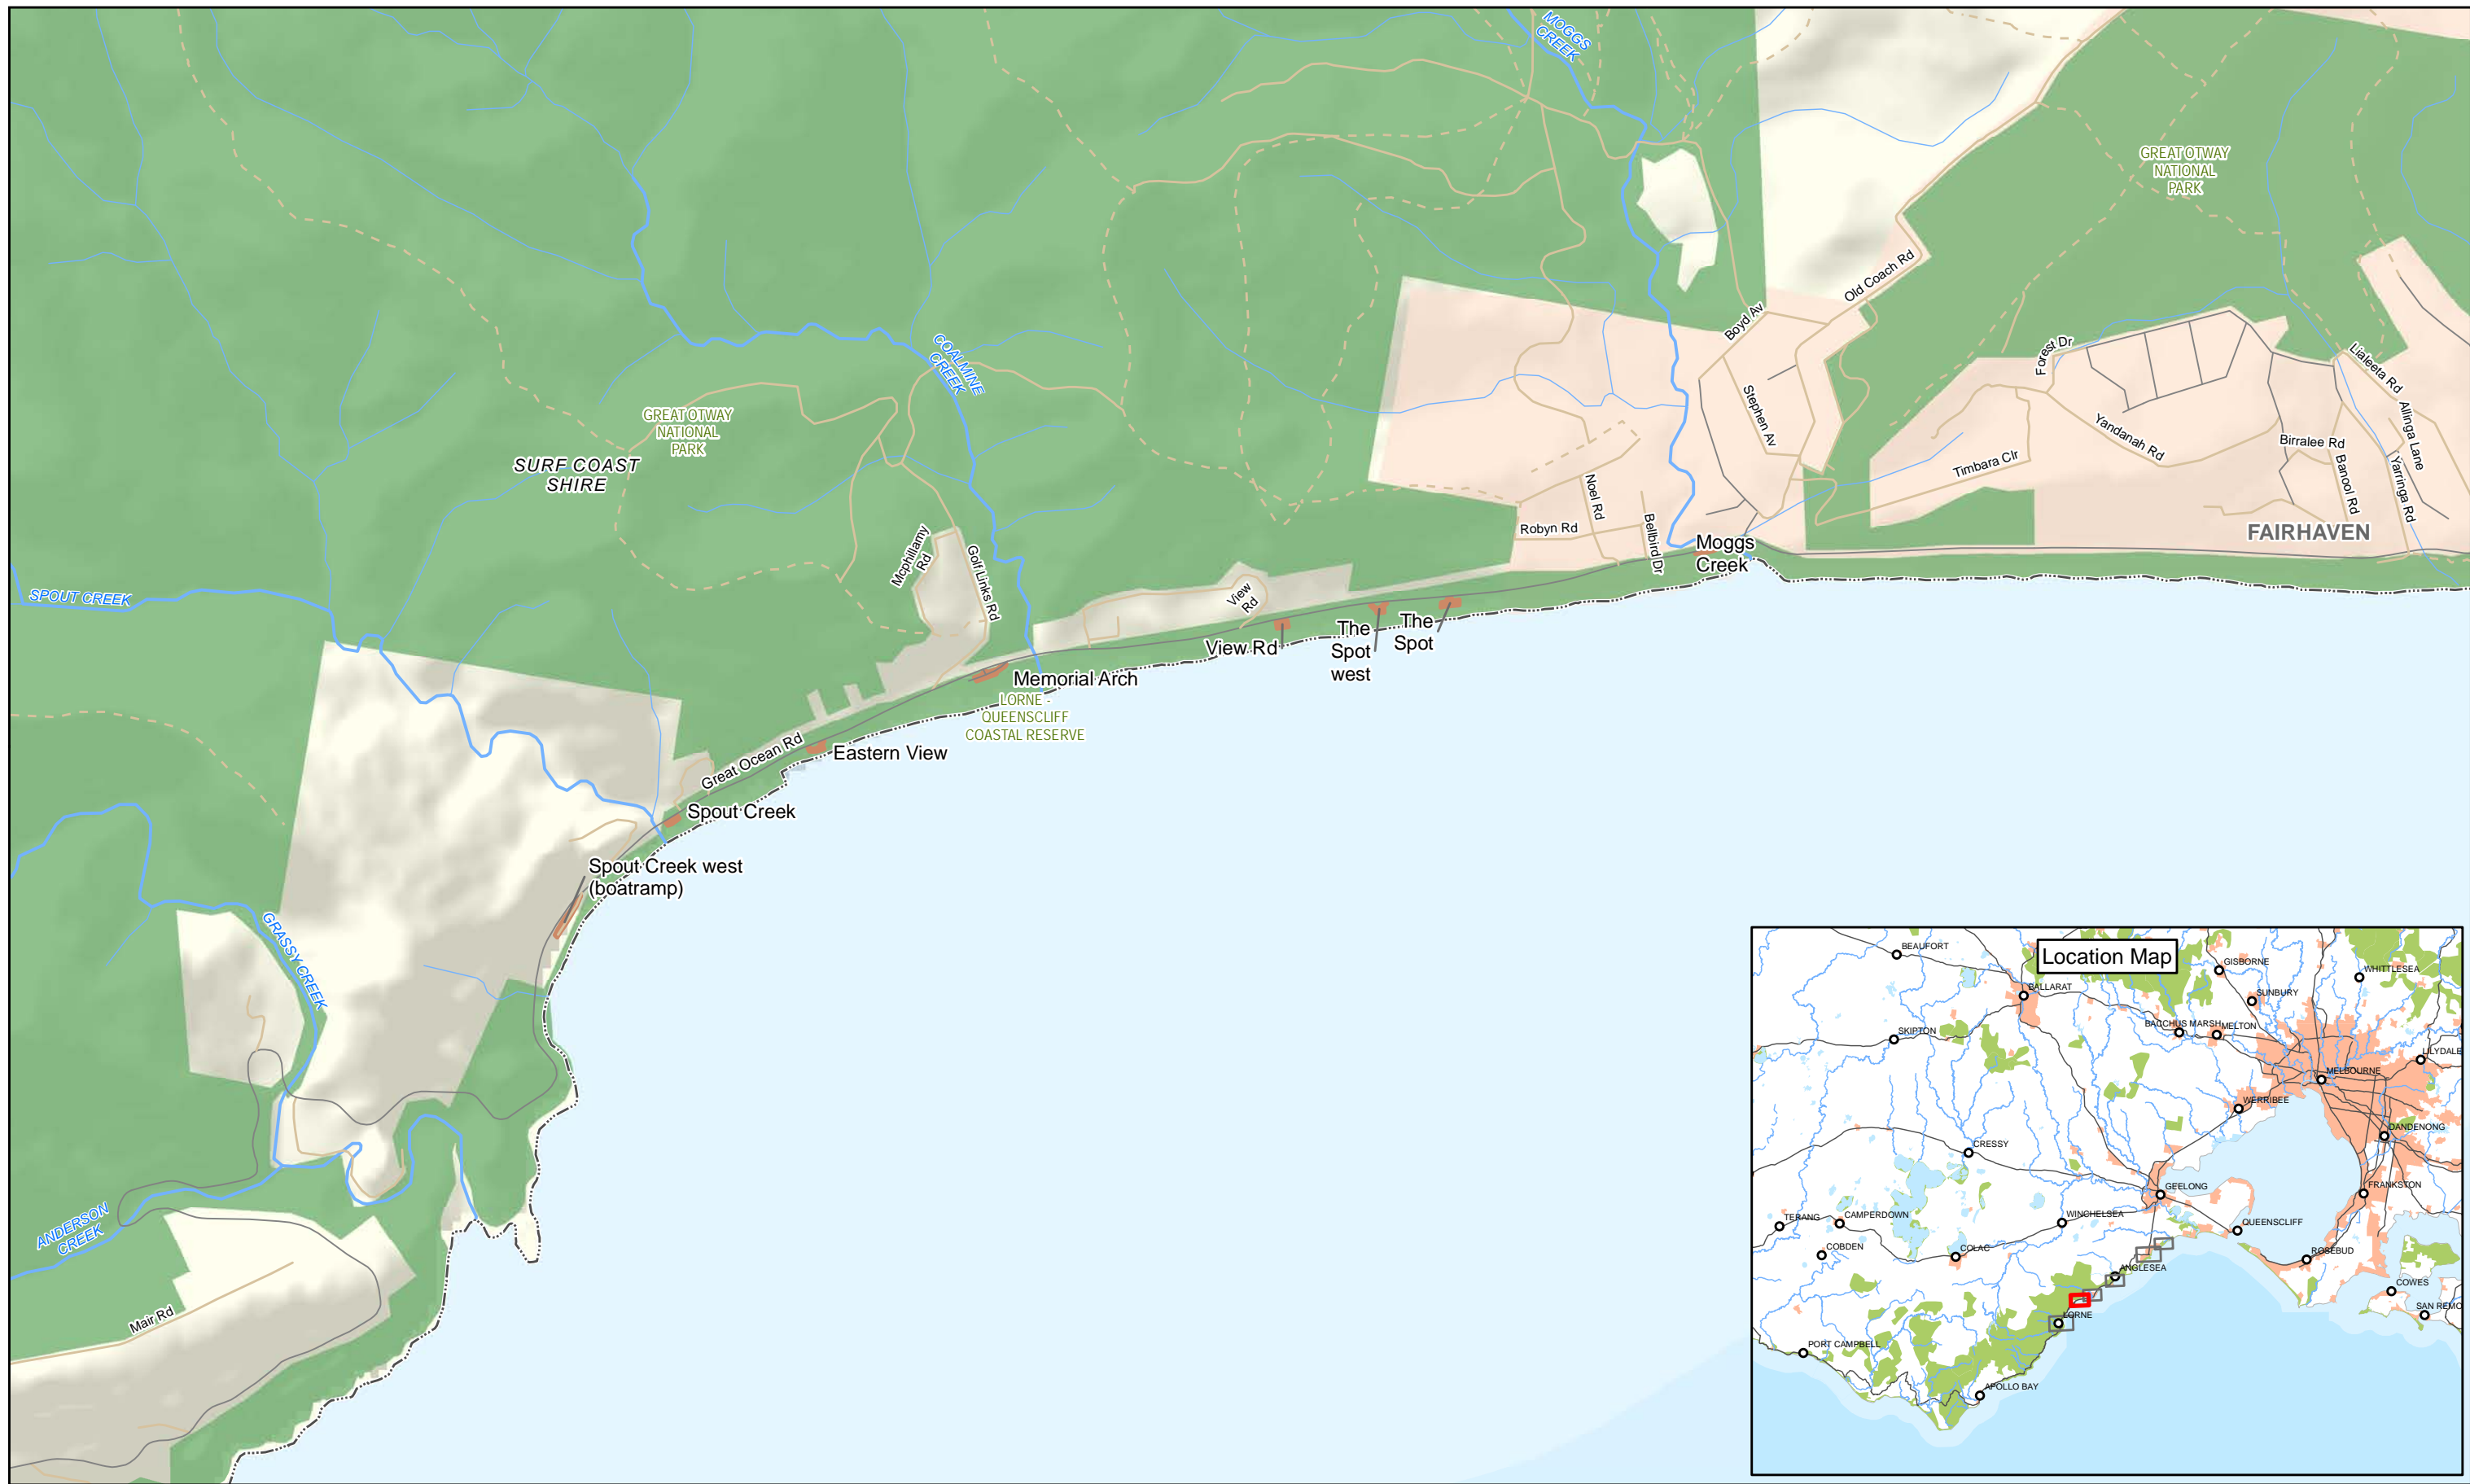 MOGGS
CREEK
GREAT OTWAY
NATIONAL
PARK
Old Coach Rd
Boyd Av
COALMINE
CREEK
Forest Dr
Lialeeta Rd
Stephen Av
Allinga Lane
GREAT OTWAY
NATIONAL
PARK
Yandanah Rd
Birralee Rd
SURF COAST
SHIRE
Timbara Clr
Banool Rd
Yarringa Rd
Noel Rd
Robyn Rd
Bellbird Dr
FAIRHAVEN
Mcphillamy
Rd
Golf Links Rd
Moggs
Creek
SPOUT CREEK
View
Rd
View Rd
The
Spot
west
The
Spot
Memorial Arch
LORNE -
QUEENSCLIFF
COASTAL RESERVE
Great Ocean Rd
Eastern View
Spout Creek
Spout Creek west
(boatramp)
GRASSY CREEK
ANDERSON
CREEK
Mair Rd
Location Map
BEAUFORT
GISBORNE
WHITTLESEA
BALLARAT
SUNBURY
SKIPTON
BACCHUS MARSH
MELTON
LILYDALE
MELBOURNE
WERRIBEE
DANDENONG
CRESSY
GEELONG
FRANKSTON
TERANG
CAMPERDOWN
WINCHELSEA
QUEENSCLIFF
COBDEN
COLAC
ROSEBUD
ANGLESEA
COWES
LORNE
SAN REMO
PORT CAMPBELL
APOLLO BAY